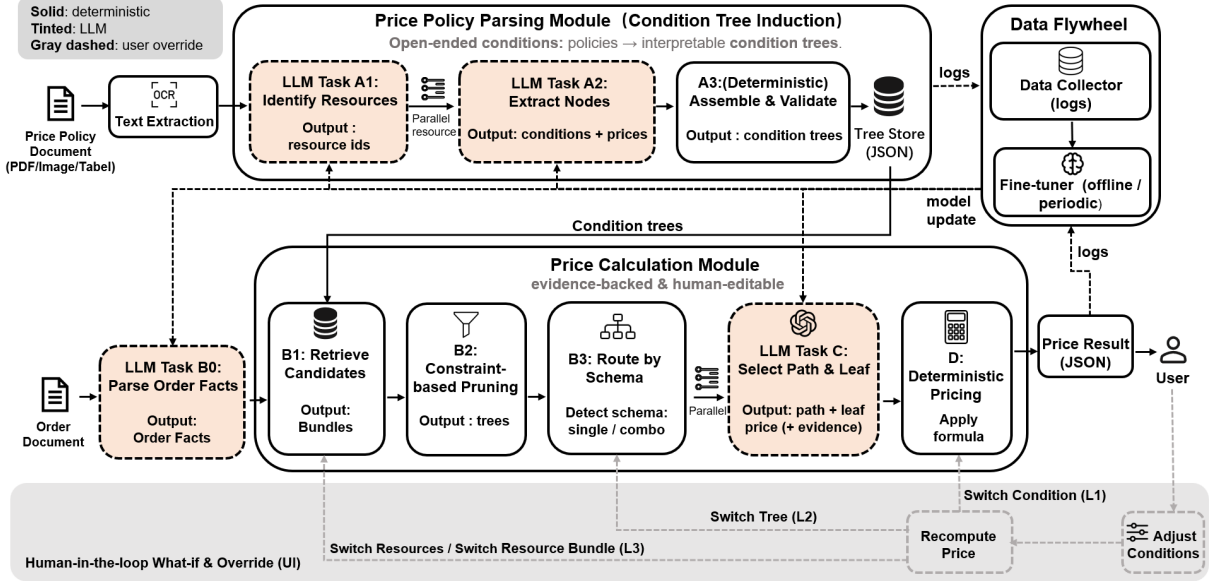 Solid: deterministic
Tinted: LLM
Gray dashed: user override
Price Policy Parsing Module（Condition Tree Induction）
Open-ended conditions: policies → interpretable condition trees.
OCR
Text Extraction
Price Policy
Document
(PDF/Image/Tabel)
LLM Task A1:
Identify Resources
Output :
resource ids
Parallel
resource
LLM Task A2:
Extract Nodes
Output: conditions + prices
A3:(Deterministic)
Assemble & Validate
Output : condition trees
Tree Store
(JSON)
logs
Data Flywheel
Data Collector
(logs)
Fine-tuner（offline /
periodic）
model
update
logs
Condition trees
Price Calculation Module
evidence-backed & human-editable
Order
Document
LLM Task B0:
Parse Order Facts
Output:
Order Facts
B1: Retrieve
Candidates
Output:
Bundles
B2:
Constraint-
based Pruning
Output : trees
B3: Route by
Schema
Detect schema:
single / combo
Parallel
LLM Task C:
Select Path & Leaf
Output: path + leaf
price (+ evidence)
D:
Deterministic
Pricing
Apply
formula
Price Result
(JSON)
User
Switch Condition (L1)
Switch Tree (L2)
Switch Resources / Switch Resource Bundle (L3)
Recompute
Price
Adjust
Conditions
Human-in-the-loop What-if & Override (UI)